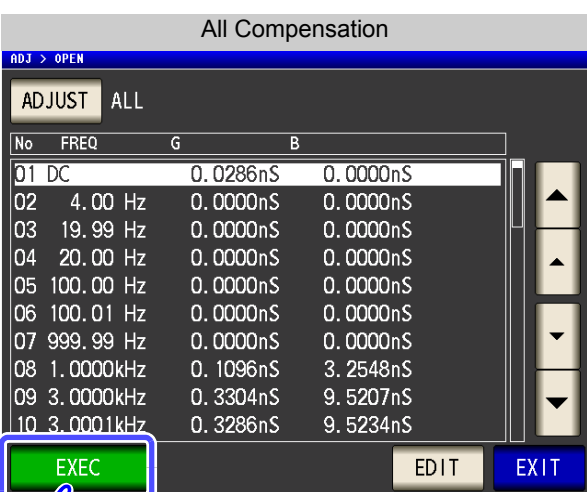 All Compensation
ADJ > OPEN
ADJUST ALL
No FREQ G B
01 DC 0.0286nS 0.0000nS
02 4.00 Hz 0.0000nS 0.0000nS
03 19.99 Hz 0.0000nS 0.0000nS
04 20.00 Hz 0.0000nS 0.0000nS
05 100.00 Hz 0.0000nS 0.0000nS
06 100.01 Hz 0.0000nS 0.0000nS
07 999.99 Hz 0.0000nS 0.0000nS
08 1.0000kHz 0.1096nS 3.2548nS
09 3.0000kHz 0.3304nS 9.5207nS
10 3.0001kHz 0.3286nS 9.5234nS
EXEC EDIT EXIT